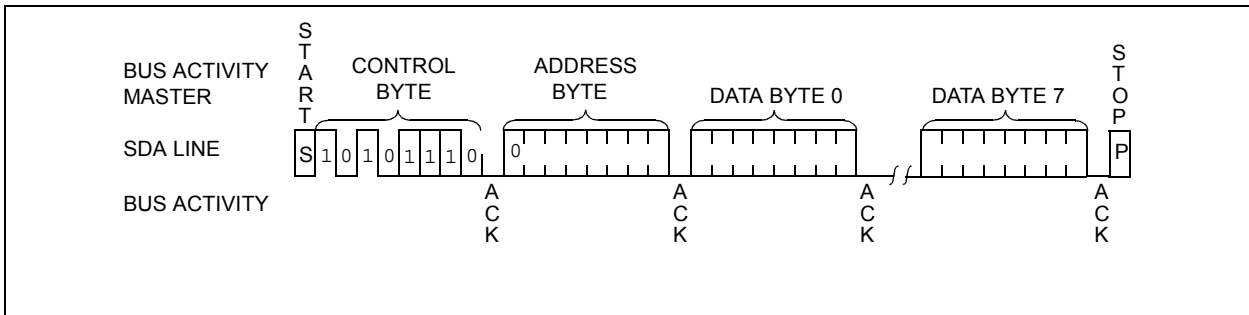 START
BUS ACTIVITY
MASTER
CONTROL
BYTE
ADDRESS
BYTE
DATA BYTE 0
DATA BYTE 7
STOP
SDA LINE
S 1 0 1 0 1 1 1 0
0
P
BUS ACTIVITY
ACK
ACK
ACK
ACK